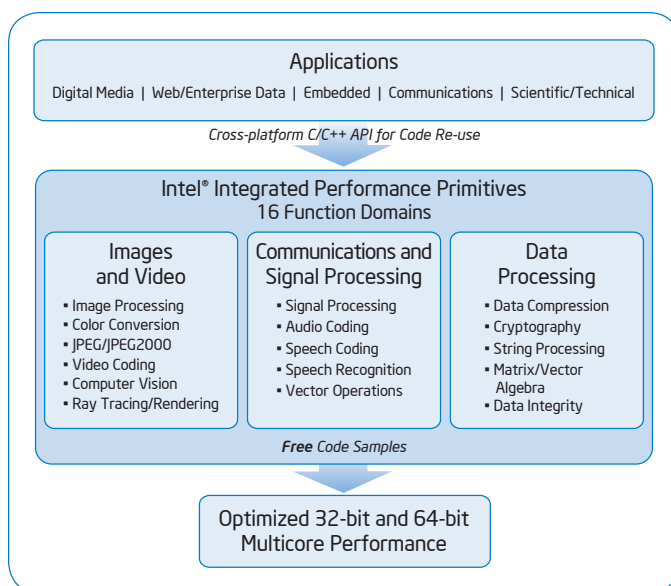 Applications
Digital Media | Web/Enterprise Data | Embedded | Communications | Scientific/Technical
Cross-platform C/C++ API for Code Re-use
Intel® Integrated Performance Primitives
16 Function Domains
Images
and Video
▪ Image Processing
▪ Color Conversion
▪ JPEG/JPEG2000
▪ Video Coding
▪ Computer Vision
▪ Ray Tracing/Rendering
Communications and
Signal Processing
▪ Signal Processing
▪ Audio Coding
▪ Speech Coding
▪ Speech Recognition
▪ Vector Operations
Data
Processing
▪ Data Compression
▪ Cryptography
▪ String Processing
▪ Matrix/Vector
Algebra
▪ Data Integrity
Free Code Samples
Optimized 32-bit and 64-bit
Multicore Performance